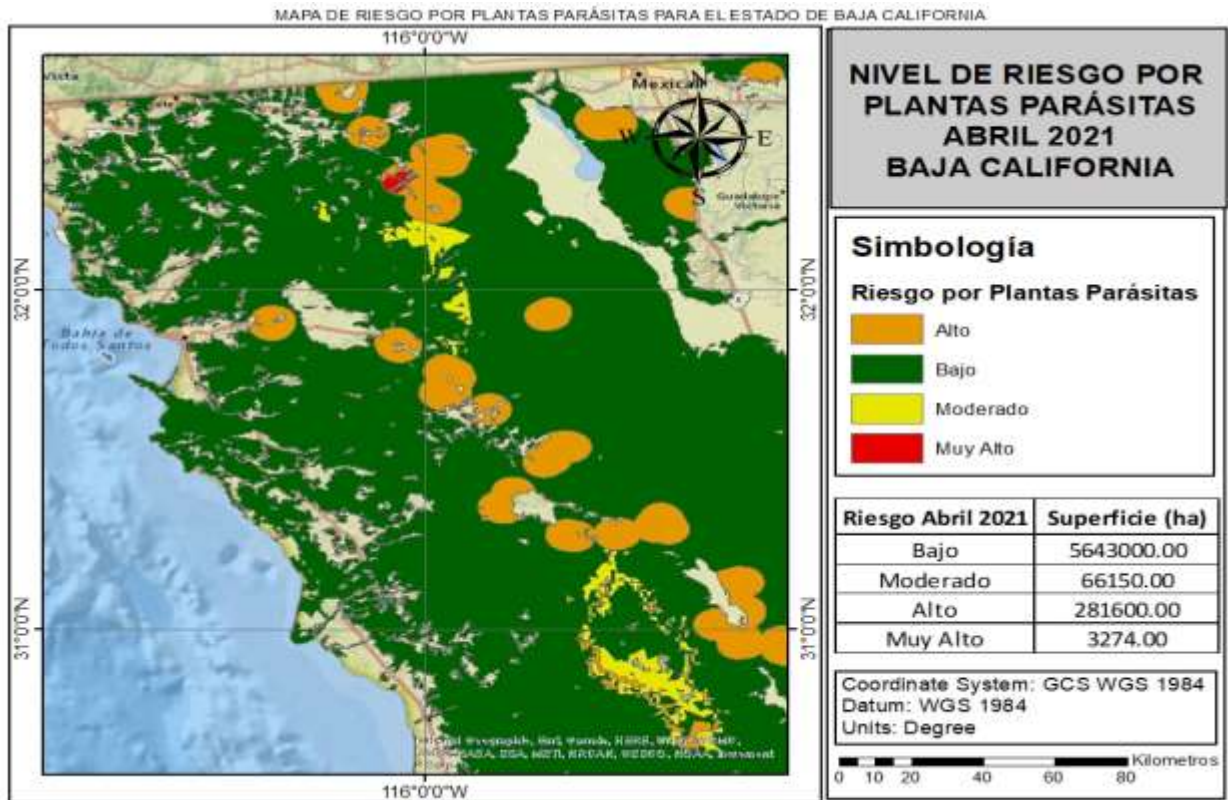 MAPA DE RIESGO POR PLANTAS PARÁSITAS PARA EL ESTADO DE BAJA CALIFORNIA
116°0'0"W
Mexicali
N
W
E
S
Guadalupe
Victoria
32°0'0"N
32°0'0"N
Bahía de
Todos Santos
31°0'0"N
31°0'0"N
116°0'0"W
NIVEL DE RIESGO POR
PLANTAS PARÁSITAS
ABRIL 2021
BAJA CALIFORNIA
Simbología
Riesgo por Plantas Parásitas
Alto
Bajo
Moderado
Muy Alto
Riesgo Abril 2021 Superficie (ha)
Bajo 5643000.00
Moderado 66150.00
Alto 281600.00
Muy Alto 3274.00
Coordinate System: GCS WGS 1984
Datum: WGS 1984
Units: Degree
Kilometros
0 10 20 40 60 80